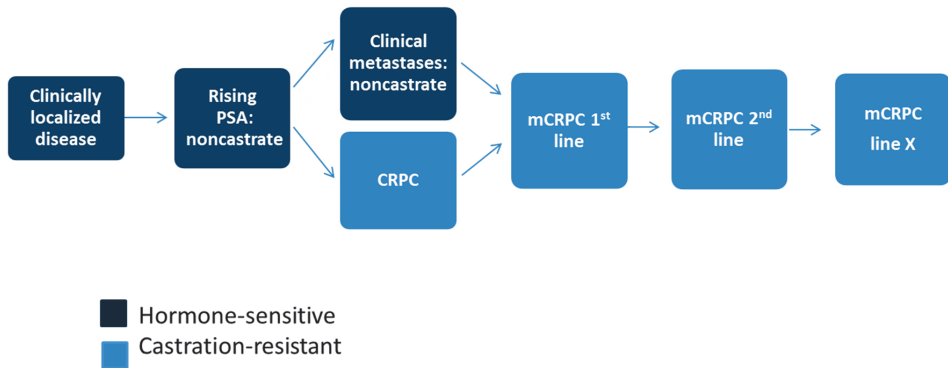 Clinically
localized
disease
Rising
PSA:
noncastrate
Clinical
metastases:
noncastrate
CRPC
mCRPC 1st
line
mCRPC 2nd
line
mCRPC
line X
Hormone-sensitive
Castration-resistant